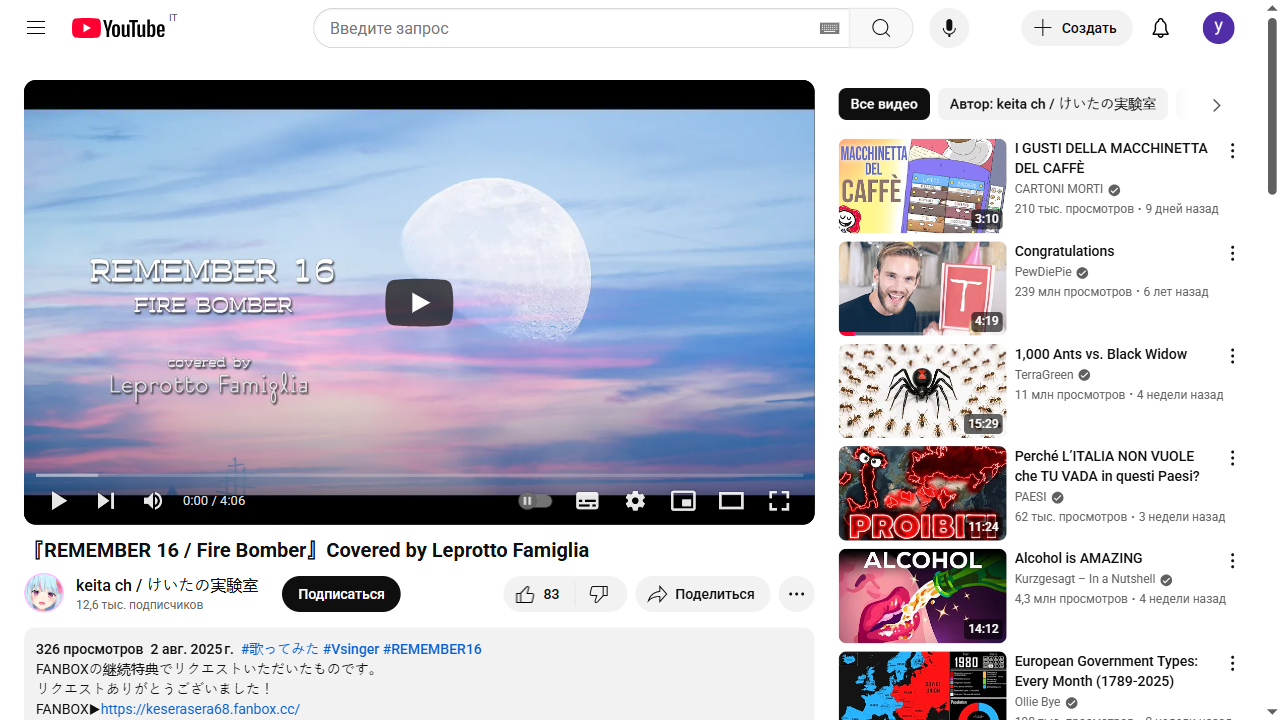 YouTube IT
Введите запрос
Создать
y
REMEMBER 16
FIRE BOMBER
covered by
Leprotto Famiglia
0:00 / 4:06
『REMEMBER 16 / Fire Bomber』Covered by Leprotto Famiglia
keita ch / けいたの実験室
12,6 тыс. подписчиков
Подписаться
83
Поделиться
326 просмотров 2 авг. 2025 г. #歌ってみた #Vsinger #REMEMBER16
FANBOXの継続特典でリクエストいただいたものです。
リクエストありがとうございました。
FANBOX▶https://keserasera68.fanbox.cc/
Все видео
Автор: keita ch / けいたの実験室
MACCHINETTA
DEL
CAFFÈ
3:10
I GUSTI DELLA MACCHINETTA
DEL CAFFÈ
CARTONI MORTI
210 тыс. просмотров • 9 дней назад
T
4:19
Congratulations
PewDiePie
239 млн просмотров • 6 лет назад
15:29
1,000 Ants vs. Black Widow
TerraGreen
11 млн просмотров • 4 недели назад
PROIBITI
11:24
Perché L'ITALIA NON VUOLE
che TU VADA in questi Paesi?
PAESI
62 тыс. просмотров • 3 недели назад
ALCOHOL
14:12
Alcohol is AMAZING
Kurzgesagt – In a Nutshell
4,3 млн просмотров • 4 недели назад
1980
SOVIET
UNION
European Government Types:
Every Month (1789-2025)
Ollie Bye